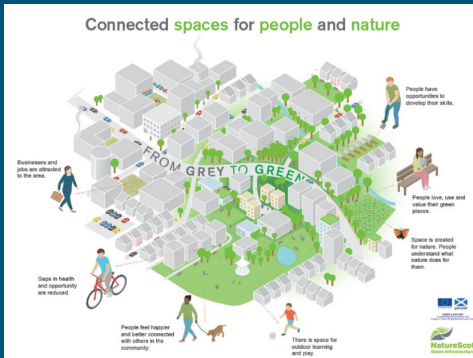 Connected spaces for people and nature
People have
opportunities to
develop their skills.
FROM GREY TO GREEN
Businesses and
jobs are attracted
to the area.
People love, use
and value their green
places.
Space is created
for nature. People
understand what
nature does for
them.
Gaps in health
and opportunity
are reduced.
People feel happier
and better connected
with others in the
community.
There is space for
outdoor learning
and play.
NatureScot
Green Infrastructure